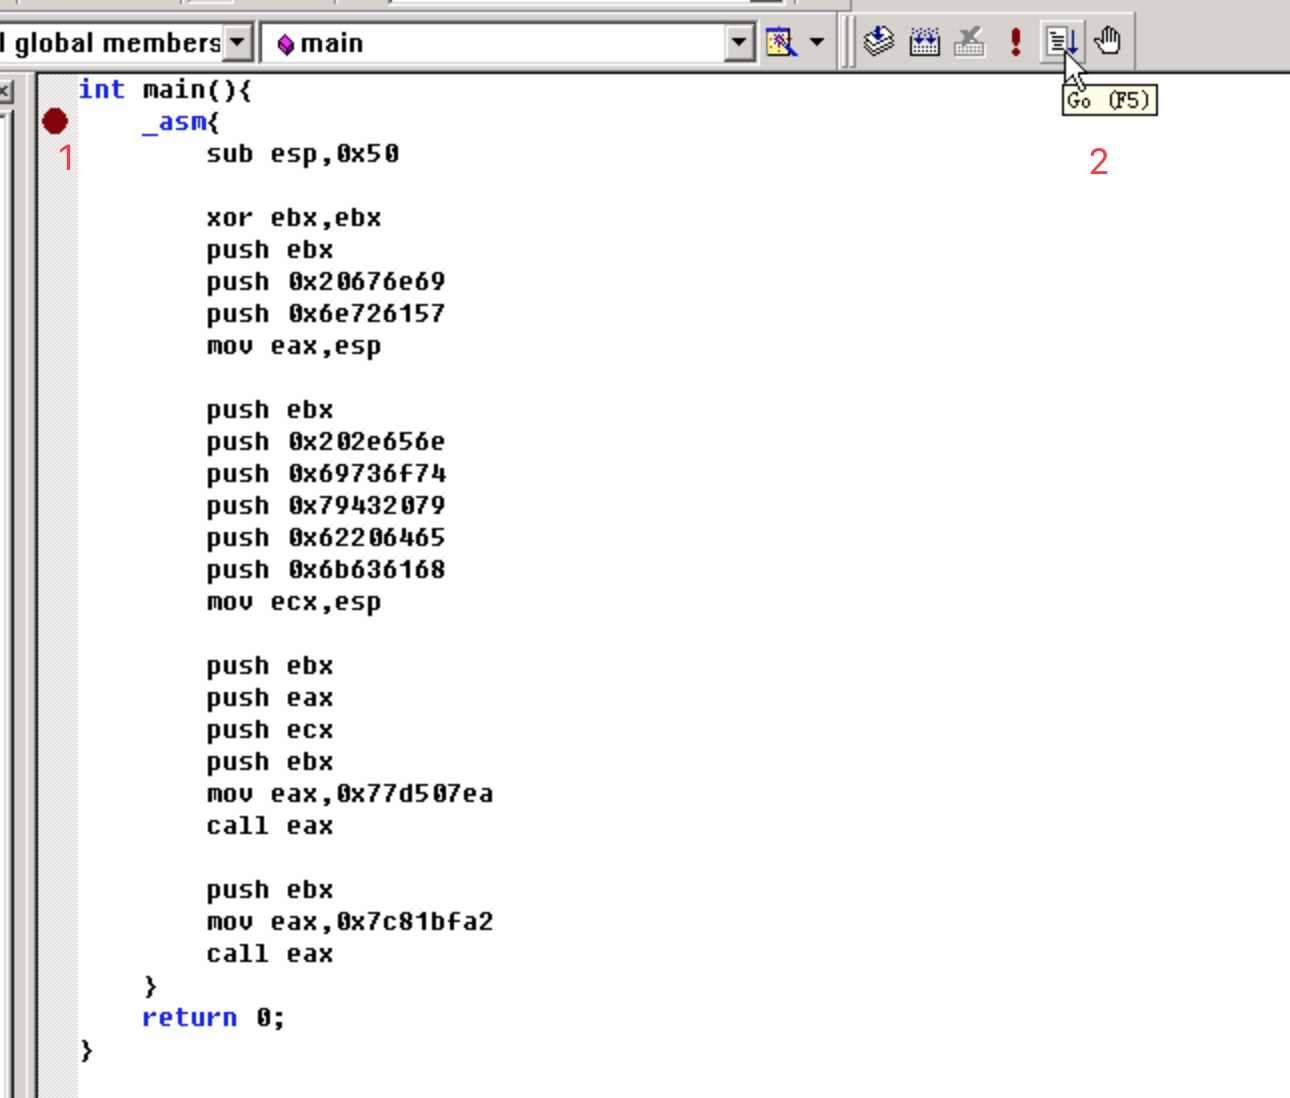 l global members
main
Go (F5)
int main(){
_asm{
1
2
sub esp,0x50
xor ebx,ebx
push ebx
push 0x20676e69
push 0x6e726157
mov eax,esp
push ebx
push 0x202e656e
push 0x69736f74
push 0x79432079
push 0x62206465
push 0x6b636168
mov ecx,esp
push ebx
push eax
push ecx
push ebx
mov eax,0x77d507ea
call eax
push ebx
mov eax,0x7c81bfa2
call eax
}
return 0;
}